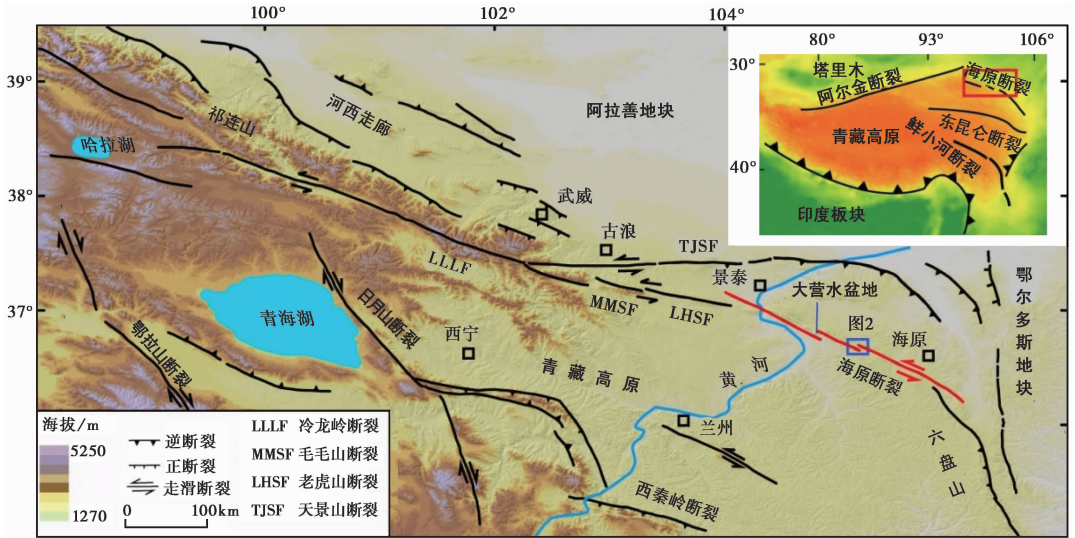 100°
102°
104°
39°
38°
37°
80°
93°
106°
30°
40°
塔里木
阿尔金断裂
海原断裂
青藏高原
东昆仑断裂
鲜小河断裂
印度板块
祁连山
河西走廊
阿拉善地块
哈拉湖
武威
古浪
TJSF
LLLF
景泰
MMSF
LHSF
大营水盆地
图2
海原
海原断裂
鄂尔多斯地块
青海湖
日月山断裂
西宁
鄂拉山断裂
青藏高原
黄河
兰州
六盘山
西秦岭断裂
海拔/m
5250
1270
逆断裂
正断裂
走滑断裂
0 100km
LLLF 冷龙岭断裂
MMSF 毛毛山断裂
LHSF 老虎山断裂
TJSF 天景山断裂